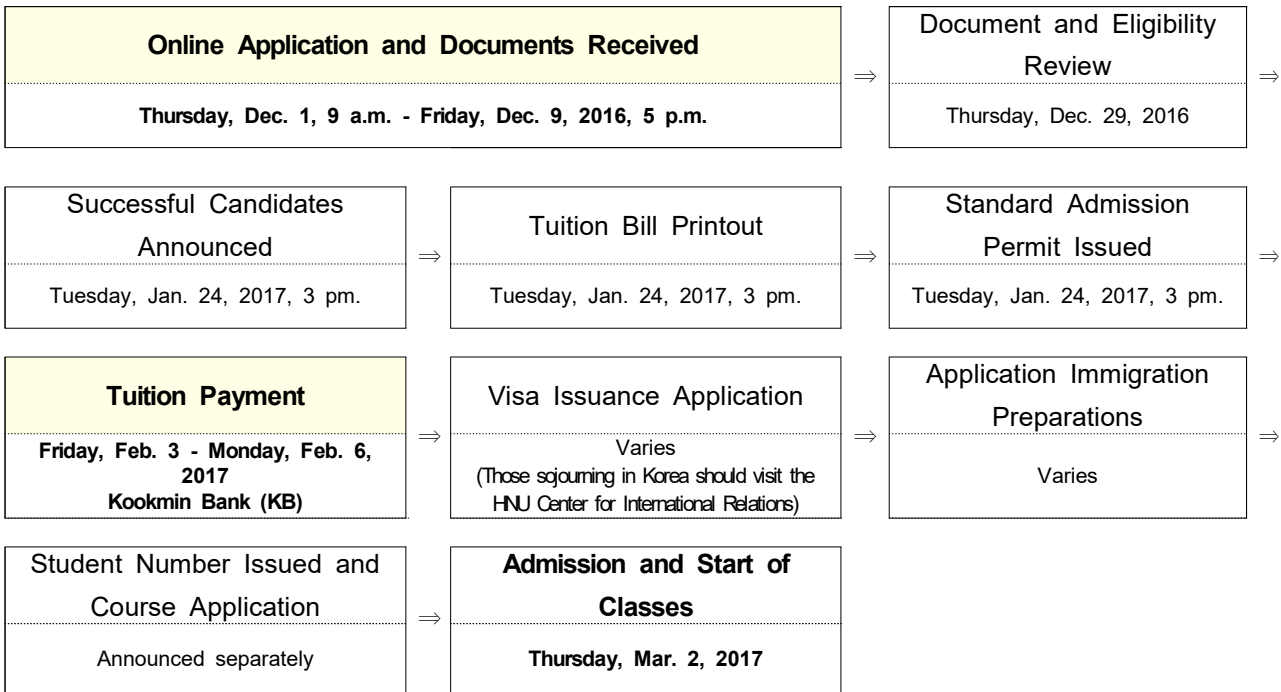 Online Application and Documents Received
Thursday, Dec. 1, 9 a.m. - Friday, Dec. 9, 2016, 5 p.m.
⇒
Document and Eligibility
Review
Thursday, Dec. 29, 2016
⇒
Successful Candidates
Announced
Tuesday, Jan. 24, 2017, 3 pm.
⇒
Tuition Bill Printout
Tuesday, Jan. 24, 2017, 3 pm.
⇒
Standard Admission
Permit Issued
Tuesday, Jan. 24, 2017, 3 pm.
⇒
Tuition Payment
Friday, Feb. 3 - Monday, Feb. 6,
2017
Kookmin Bank (KB)
⇒
Visa Issuance Application
Varies
(Those sojourning in Korea should visit the
HNU Center for International Relations)
⇒
Application Immigration
Preparations
Varies
⇒
Student Number Issued and
Course Application
Announced separately
⇒
Admission and Start of
Classes
Thursday, Mar. 2, 2017